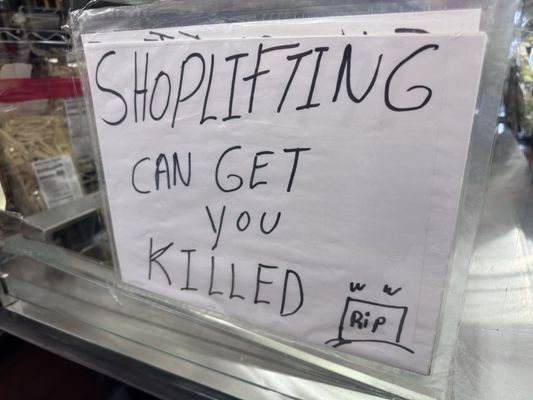 SHOPLIFTING
CAN GET
YOU
KILLED
RIP